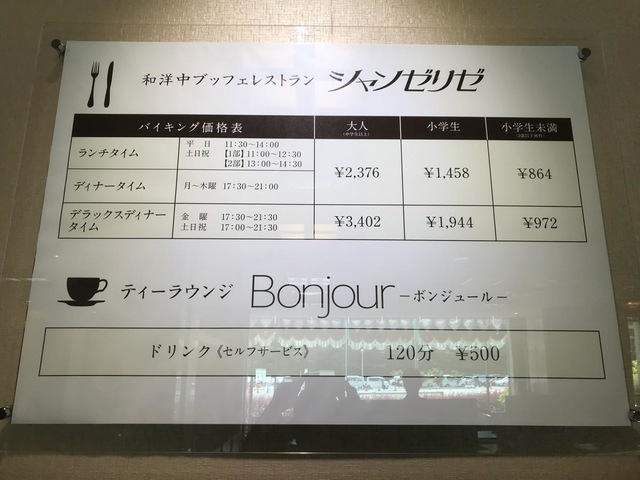 和洋中ブッフェレストラン シャンゼリゼ
バイキング価格表 大人 小学生 小学生未満
(中学生以上)
ランチタイム 平 日 11:30~14:00
土日祝 【1部】11:00~12:30
【2部】13:00~14:30
¥2,376 ¥1,458 ¥864
ディナータイム 月~木曜 17:30~21:00
デラックスディナー
タイム
金 曜 17:30~21:30
土日祝 17:00~21:30
¥3,402 ¥1,944 ¥972
ティーラウンジ Bonjour −ボンジュール−
ドリンク《セルフサービス》 120分 ¥500